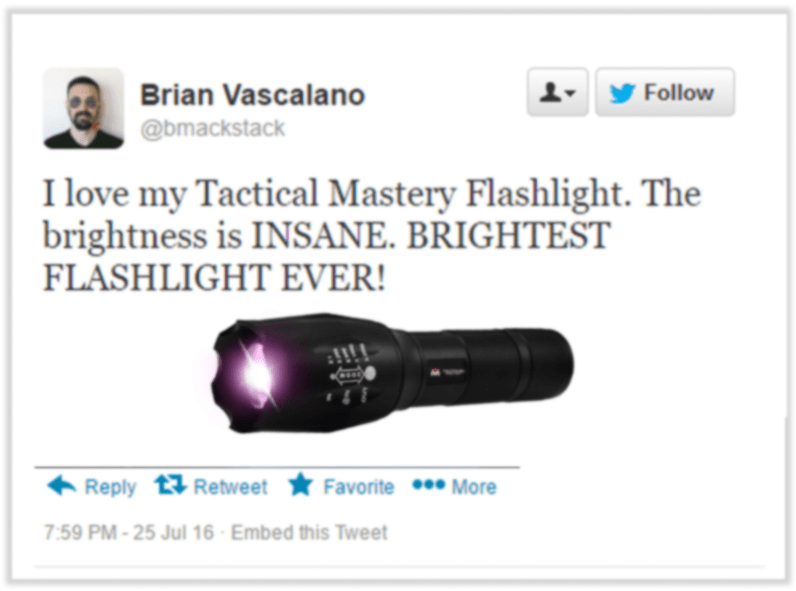 Brian Vascalano
@bmackstack
Follow
I love my Tactical Mastery Flashlight. The
brightness is INSANE. BRIGHTEST
FLASHLIGHT EVER!
Reply Retweet Favorite More
7:59 PM - 25 Jul 16 · Embed this Tweet